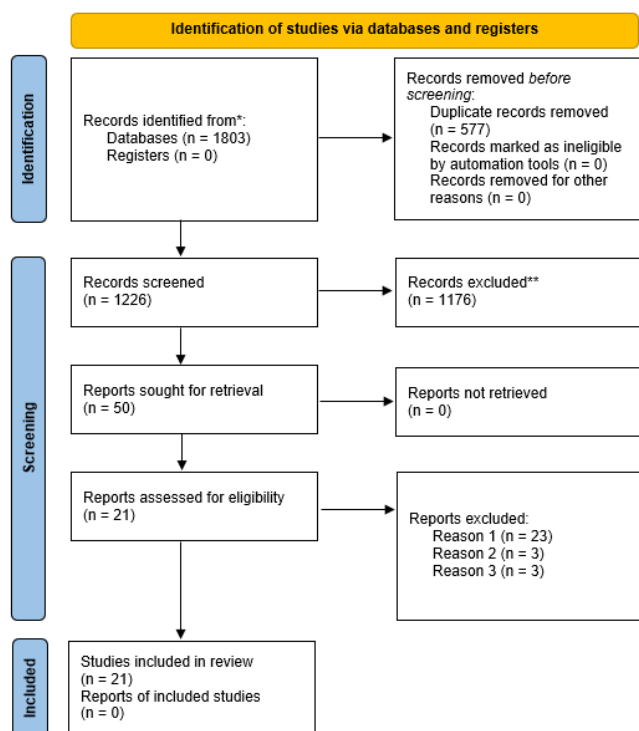 Identification of studies via databases and registers
Identification
Records identified from*:
Databases (n = 1803)
Registers (n = 0)
Records removed before
screening:
Duplicate records removed
(n = 577)
Records marked as ineligible
by automation tools (n = 0)
Records removed for other
reasons (n = 0)
Screening
Records screened
(n = 1226)
Records excluded**
(n = 1176)
Reports sought for retrieval
(n = 50)
Reports not retrieved
(n = 0)
Reports assessed for eligibility
(n = 21)
Reports excluded:
Reason 1 (n = 23)
Reason 2 (n = 3)
Reason 3 (n = 3)
Included
Studies included in review
(n = 21)
Reports of included studies
(n = 0)